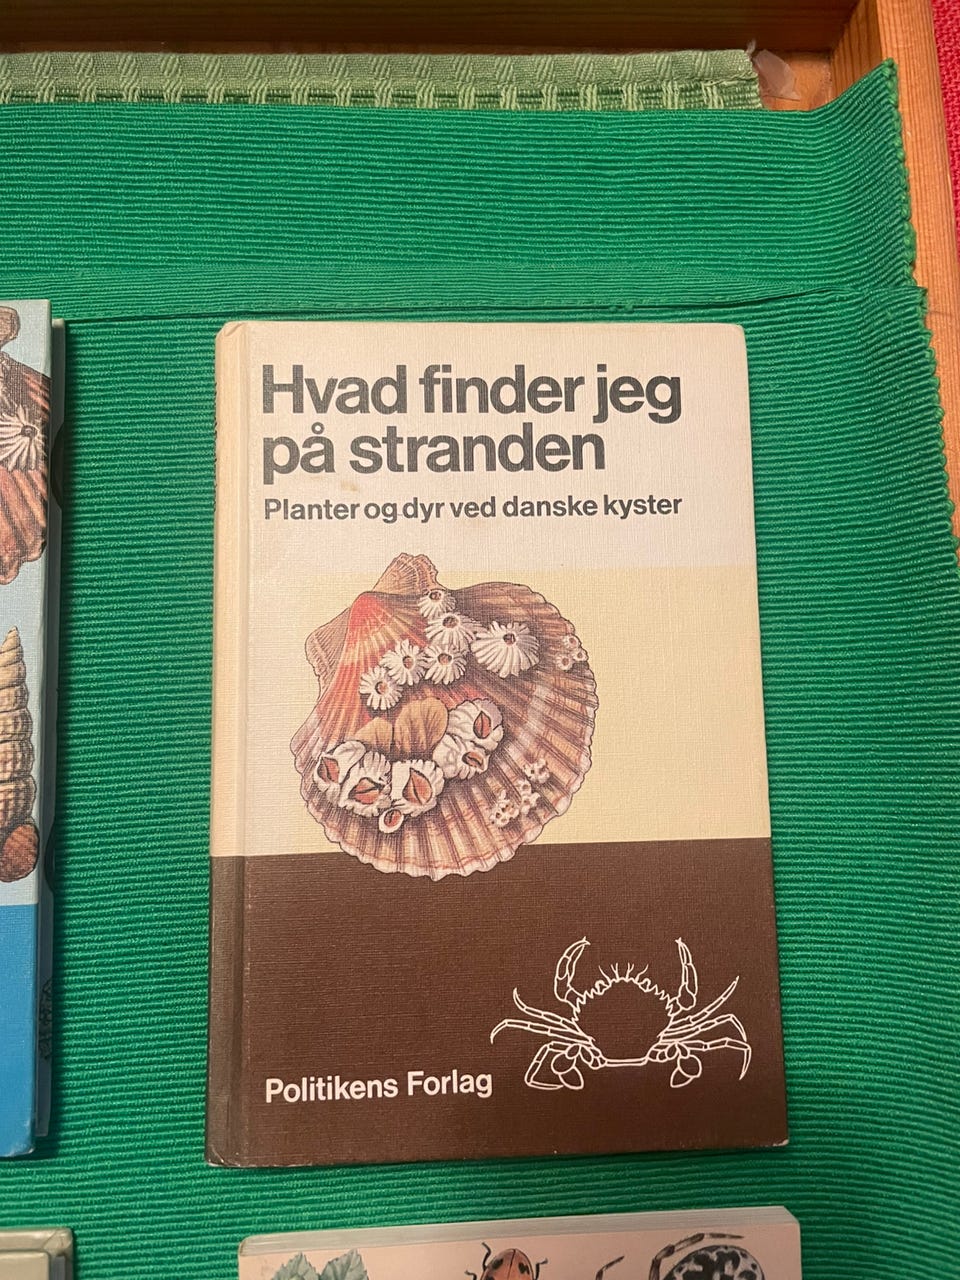 Hvad finder jeg
på stranden
Planter og dyr ved danske kyster
Politikens Forlag